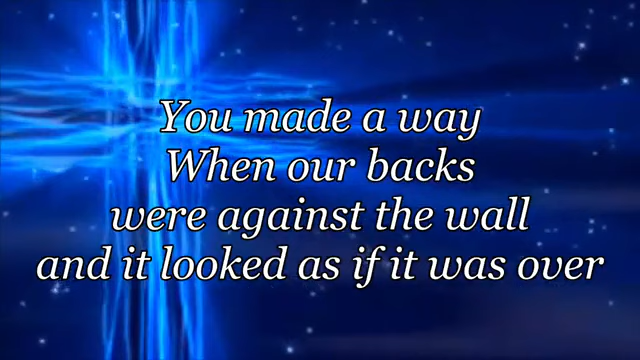 You made a way
When our backs
were against the wall
and it looked as if it was over